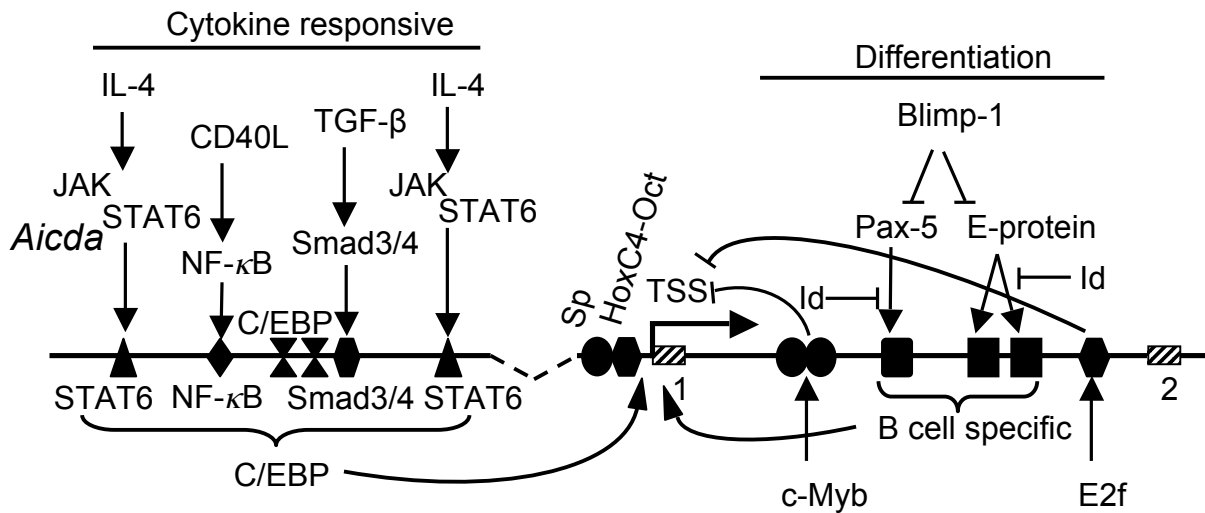 Cytokine responsive
Differentiation
IL-4
IL-4
Blimp-1
CD40L
TGF-β
JAK
STAT6
JAK
STAT6
Aicda
NF-κB
Smad3/4
Sp
HoxC4-Oct
Pax-5
E-protein
Id
TSS
Id
C/EBP
STAT6
NF-κB
Smad3/4
STAT6
1
2
B cell specific
C/EBP
c-Myb
E2f